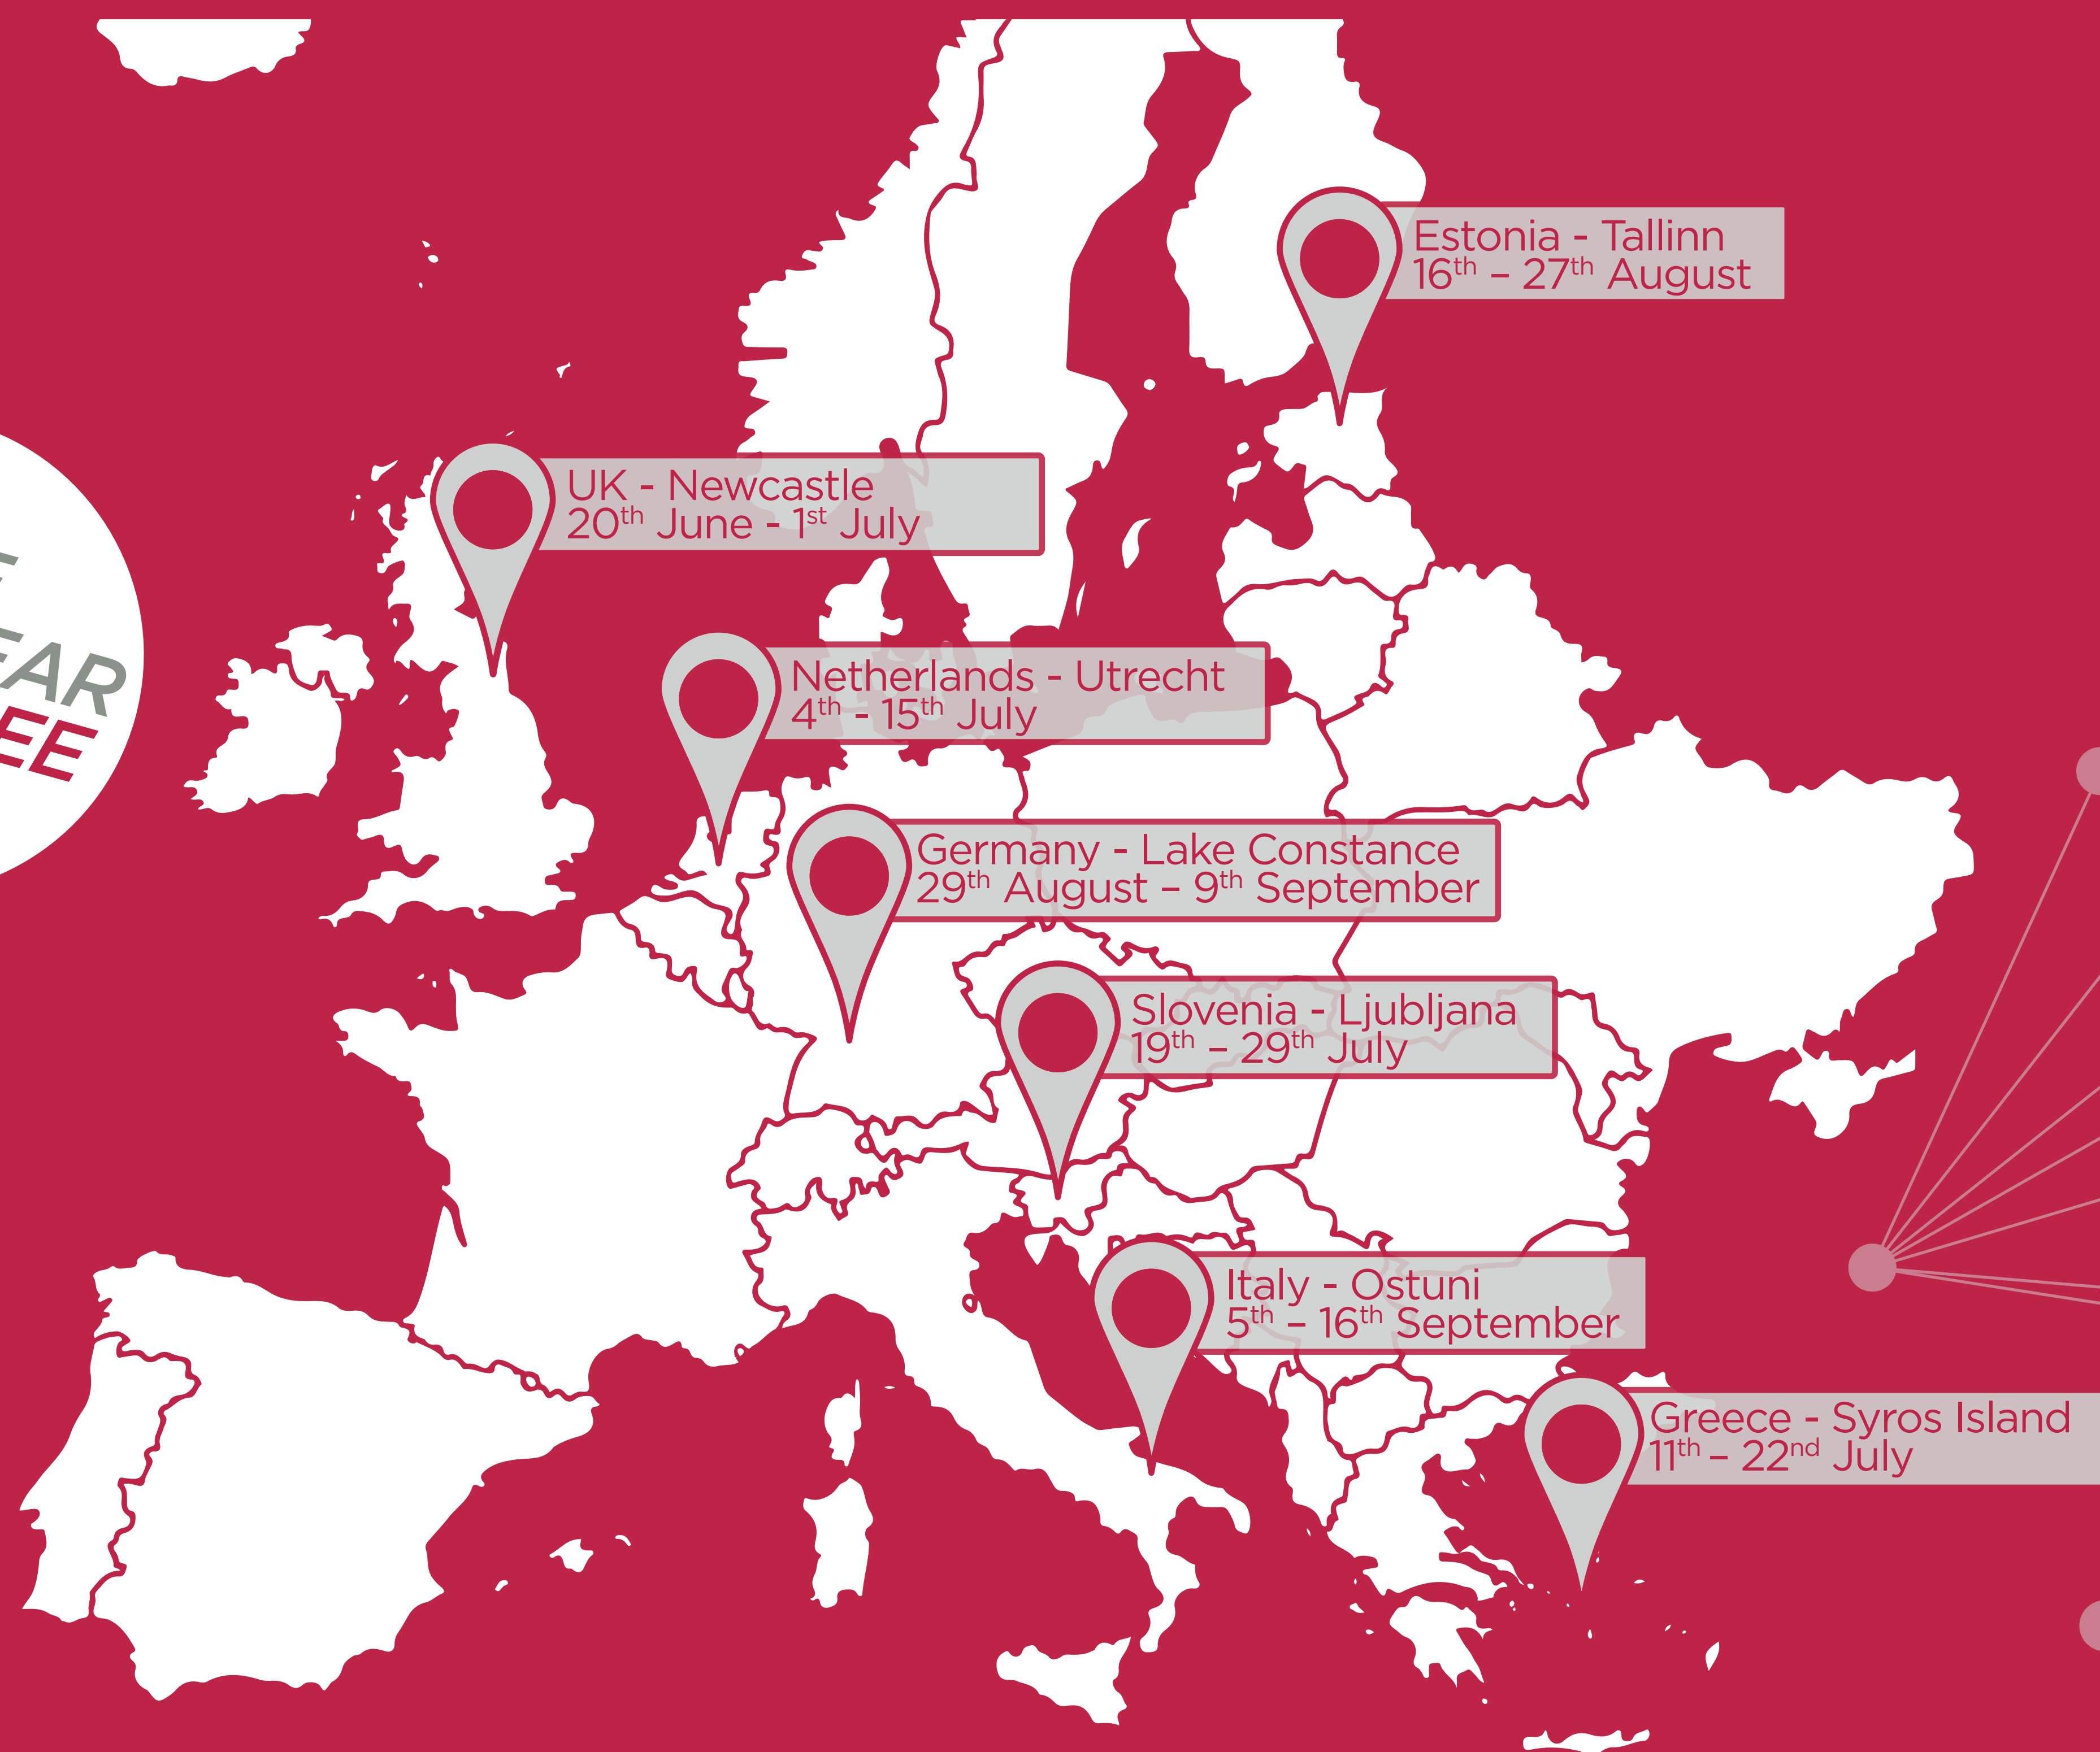 Estonia - Tallinn
16th – 27th August
UK - Newcastle
20th June - 1st July
Netherlands - Utrecht
4th - 15th July
Germany - Lake Constance
29th August – 9th September
Slovenia - Ljubljana
19th – 29th July
Italy - Ostuni
5th – 16th September
Greece - Syros Island
11th – 22nd July